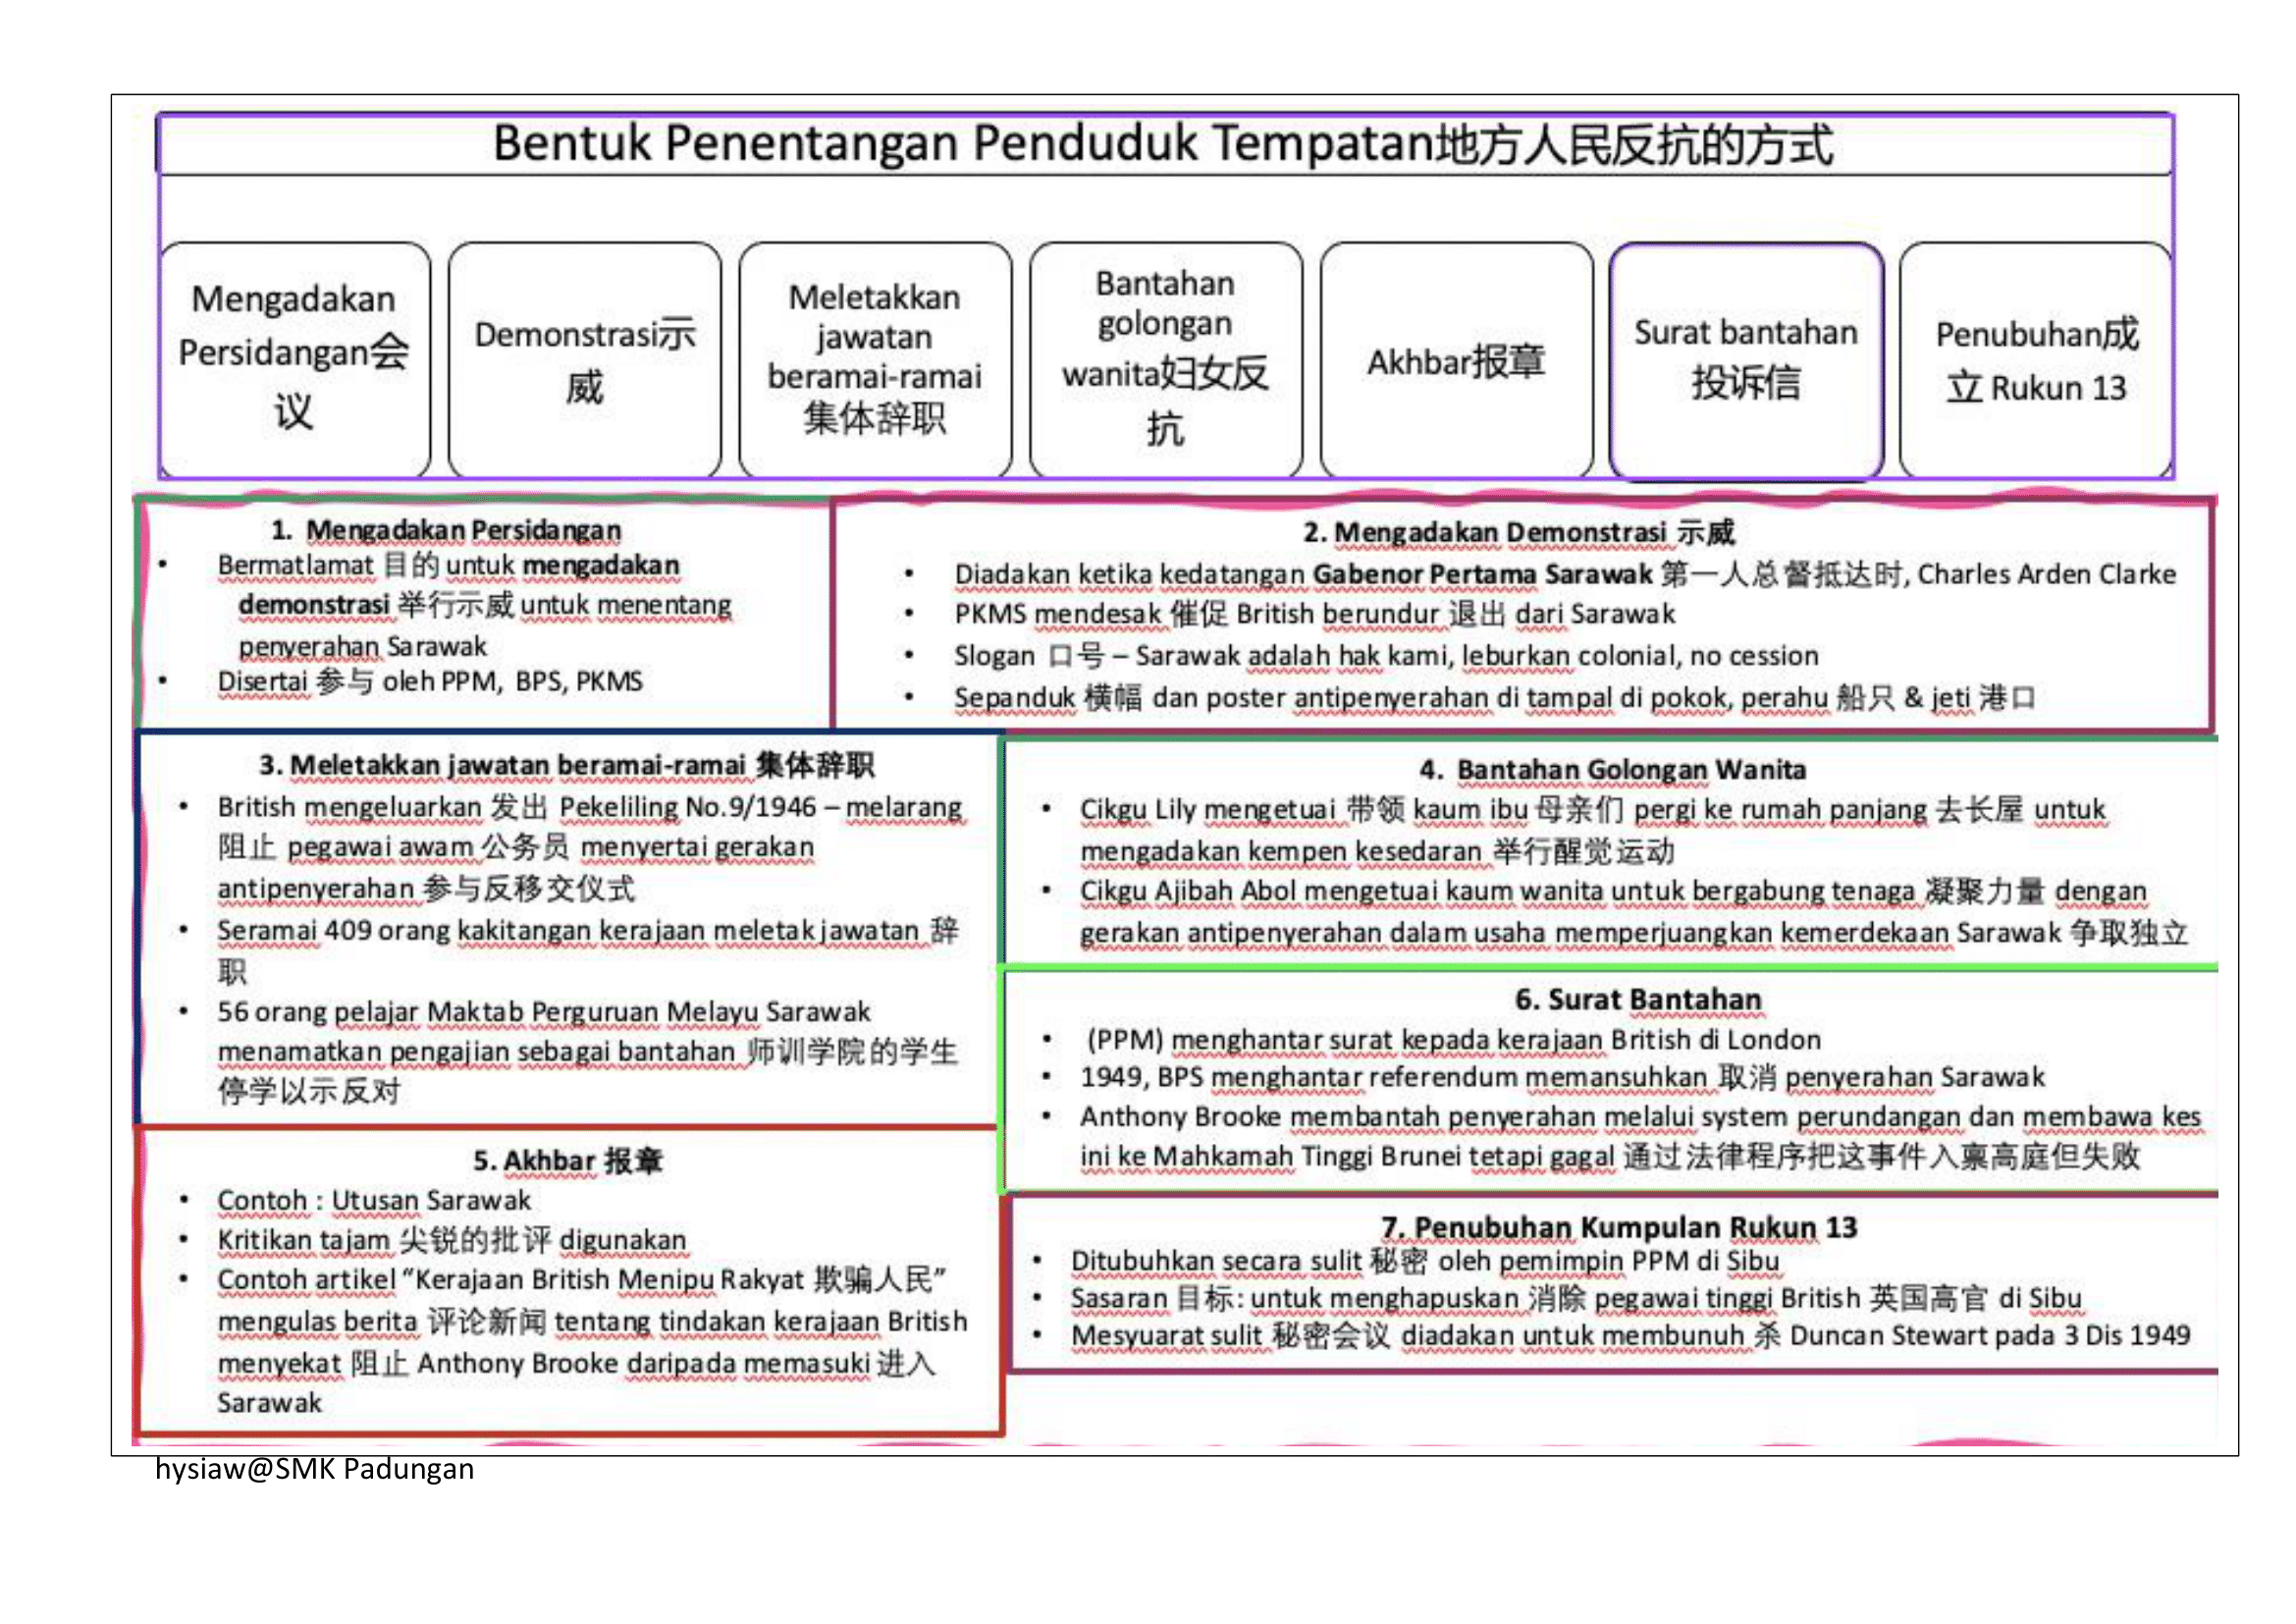 Bentuk Penentangan Penduduk Tempatan地方人民反抗的方式
Mengadakan
Persidangan会
议
Demonstrasi示
威
Meletakkan
jawatan
beramai-ramai
集体辞职
Bantahan
golongan
wanita妇女反
抗
Akhbar报章
Surat bantahan
投诉信
Penubuhan成
立 Rukun 13
1. Mengadakan Persidangan
• Bermatlamat 目的 untuk mengadakan
demonstrasi 举行示威 untuk menentang
penyerahan Sarawak
• Disertai 参与 oleh PPM, BPS, PKMS
2. Mengadakan Demonstrasi 示威
• Diadakan ketika kedatangan Gabenor Pertama Sarawak 第一人总督抵达时, Charles Arden Clarke
• PKMS mendesak 催促 British berundur 退出 dari Sarawak
• Slogan 口号 – Sarawak adalah hak kami, leburkan colonial, no cession
• Sepanduk 横幅 dan poster antipenyerahan di tampal di pokok, perahu 船只 & jeti 港口
3. Meletakkan jawatan beramai-ramai 集体辞职
• British mengeluarkan 发出 Pekeliling No.9/1946 – melarang
阻止 pegawai awam 公务员 menyertai gerakan
antipenyerahan 参与反移交仪式
• Seramai 409 orang kakitangan kerajaan meletak jawatan 辞
职
• 56 orang pelajar Maktab Perguruan Melayu Sarawak
menamatkan pengajian sebagai bantahan 师训学院的学生
停学以示反对
4. Bantahan Golongan Wanita
• Cikgu Lily mengetuai 带领 kaum ibu 母亲们 pergi ke rumah panjang 去长屋 untuk
mengadakan kempen kesedaran 举行醒觉运动
• Cikgu Ajibah Abol mengetuai kaum wanita untuk bergabung tenaga 凝聚力量 dengan
gerakan antipenyerahan dalam usaha memperjuangkan kemerdekaan Sarawak 争取独立
5. Akhbar 报章
• Contoh : Utusan Sarawak
• Kritikan tajam 尖锐的批评 digunakan
• Contoh artikel “Kerajaan British Menipu Rakyat 欺骗人民”
mengulas berita 评论新闻 tentang tindakan kerajaan British
menyekat 阻止 Anthony Brooke daripada memasuki 进入
Sarawak
6. Surat Bantahan
• (PPM) menghantar surat kepada kerajaan British di London
• 1949, BPS menghantar referendum memansuhkan 取消 penyerahan Sarawak
• Anthony Brooke membantah penyerahan melalui system perundangan dan membawa kes
ini ke Mahkamah Tinggi Brunei tetapi gagal 通过法律程序把这事件入禀高庭但失败
7. Penubuhan Kumpulan Rukun 13
• Ditubuhkan secara sulit 秘密 oleh pemimpin PPM di Sibu
• Sasaran 目标: untuk menghapuskan 消除 pegawai tinggi British 英国高官 di Sibu
• Mesyuarat sulit 秘密会议 diadakan untuk membunuh 杀 Duncan Stewart pada 3 Dis 1949
hysiaw@SMK Padungan